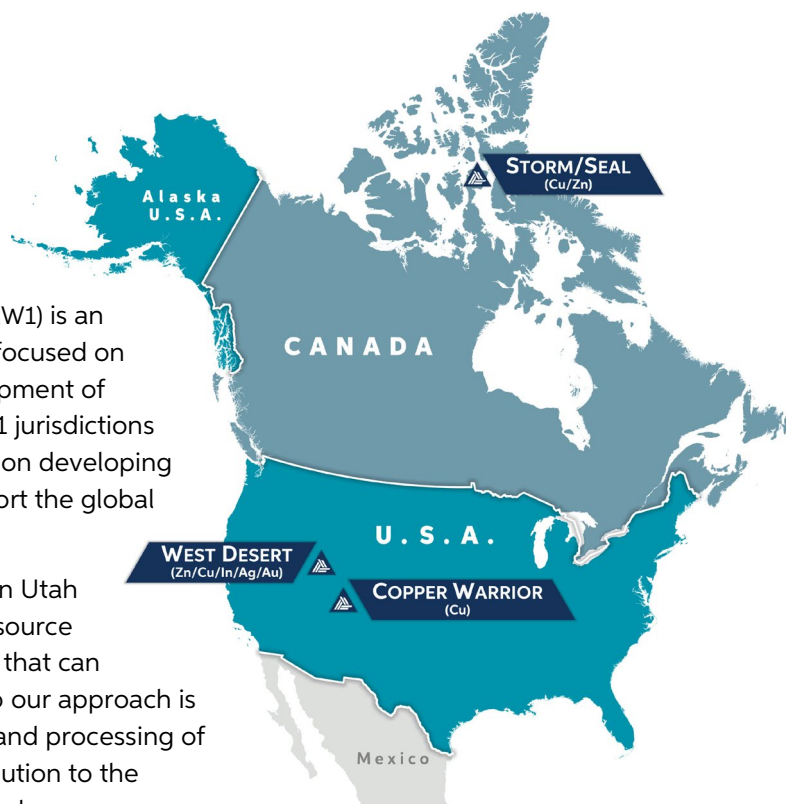 STORM/SEAL
(Cu/Zn)
Alaska
U.S.A.
CANADA
W1) is an
focused on
pment of
1 jurisdictions
on developing
ort the global
U.S.A.
WEST DESERT
(Zn/Cu/In/Ag/Au)
COPPER WARRIOR
(Cu)
n Utah
source
that can
o our approach is
and processing of
ution to the
Mexico